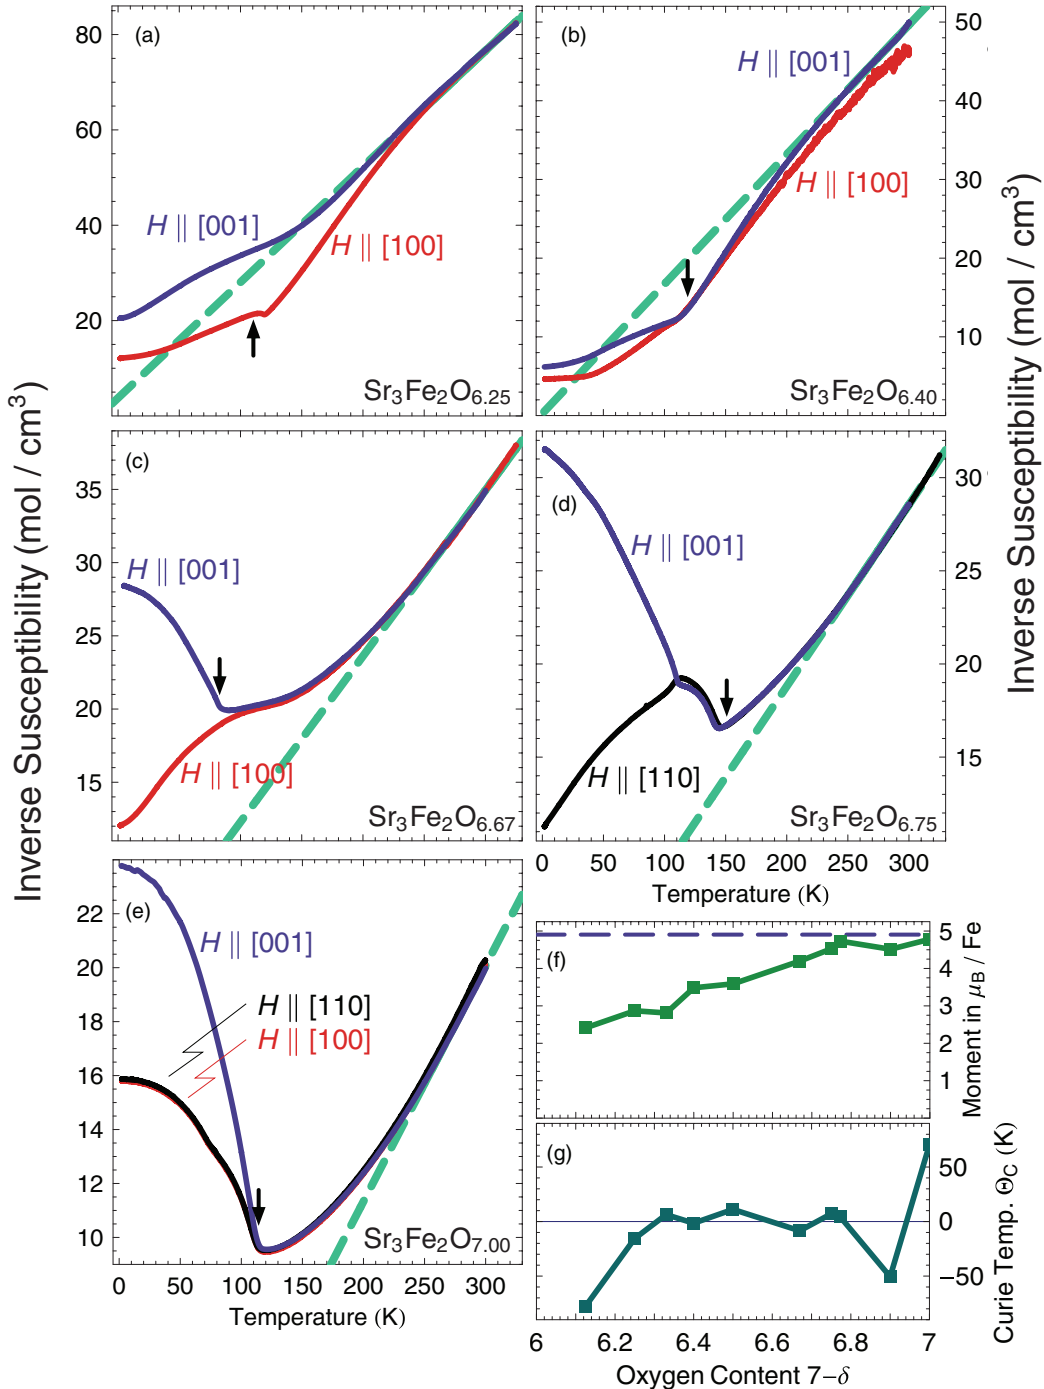 Inverse Susceptibility (mol / cm³)
(a)
80
60
40
20
H || [001]
H || [100]
Sr₃Fe₂O₆.₂₅
(b)
50
40
30
20
10
0
H || [001]
H || [100]
Sr₃Fe₂O₆.₄₀
Inverse Susceptibility (mol / cm³)
(c)
35
30
25
20
15
H || [001]
H || [100]
Sr₃Fe₂O₆.₆₇
(d)
30
25
20
15
H || [001]
H || [110]
Sr₃Fe₂O₆.₇₅
0 50 100 150 200 250 300
Temperature (K)
(e)
22
20
18
16
14
12
10
H || [001]
H || [110]
H || [100]
Sr₃Fe₂O₇.₀₀
0 50 100 150 200 250 300
Temperature (K)
(f)
5
4
3
2
1
Moment in μB / Fe
(g)
50
0
−50
Curie Temp. ΘC (K)
6 6.2 6.4 6.6 6.8 7
Oxygen Content 7−δ